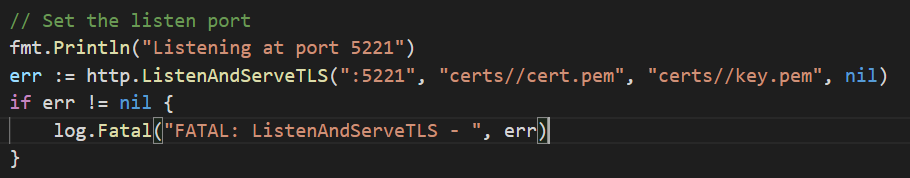 // Set the listen port
fmt.Println("Listening at port 5221")
err := http.ListenAndServeTLS(":5221", "certs//cert.pem", "certs//key.pem", nil)
if err != nil {
    log.Fatal("FATAL: ListenAndServeTLS - ", err)
}